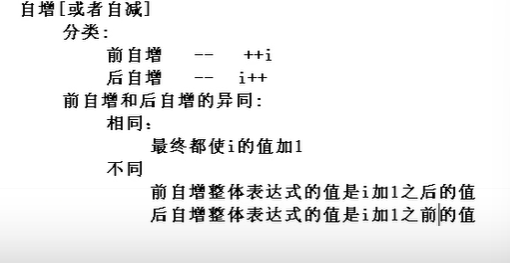 自增[或者自减]
分类:
前自增 -- ++i
后自增 -- i++
前自增和后自增的异同:
相同:
最终都使i的值加1
不同
前自增整体表达式的值是i加1之后的值
后自增整体表达式的值是i加1之前的值